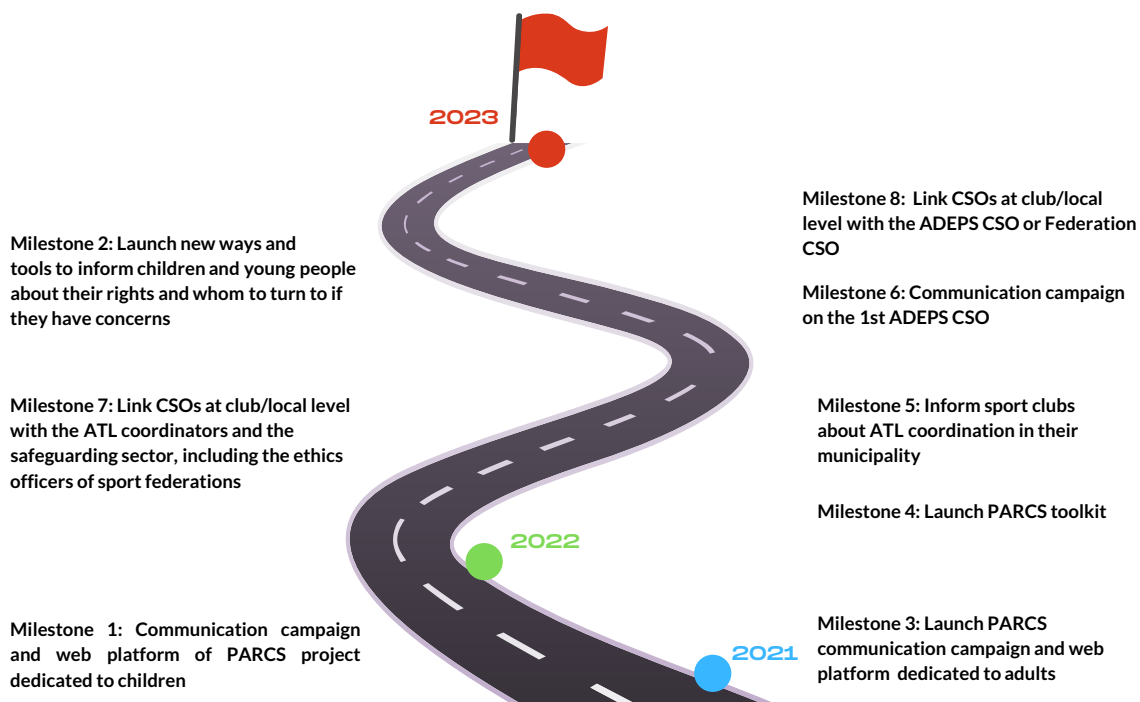 2023
Milestone 8: Link CSOs at club/local
level with the ADEPS CSO or Federation
CSO
Milestone 2: Launch new ways and
tools to inform children and young people
about their rights and whom to turn to if
they have concerns
Milestone 6: Communication campaign
on the 1st ADEPS CSO
Milestone 7: Link CSOs at club/local level
with the ATL coordinators and the
safeguarding sector, including the ethics
officers of sport federations
Milestone 5: Inform sport clubs
about ATL coordination in their
municipality
Milestone 4: Launch PARCS toolkit
2022
Milestone 1: Communication campaign
and web platform of PARCS project
dedicated to children
Milestone 3: Launch PARCS
communication campaign and web
platform dedicated to adults
2021